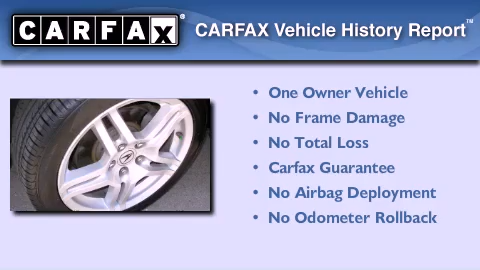 CARFAX® CARFAX Vehicle History Report™
• One Owner Vehicle
• No Frame Damage
• No Total Loss
• Carfax Guarantee
• No Airbag Deployment
• No Odometer Rollback